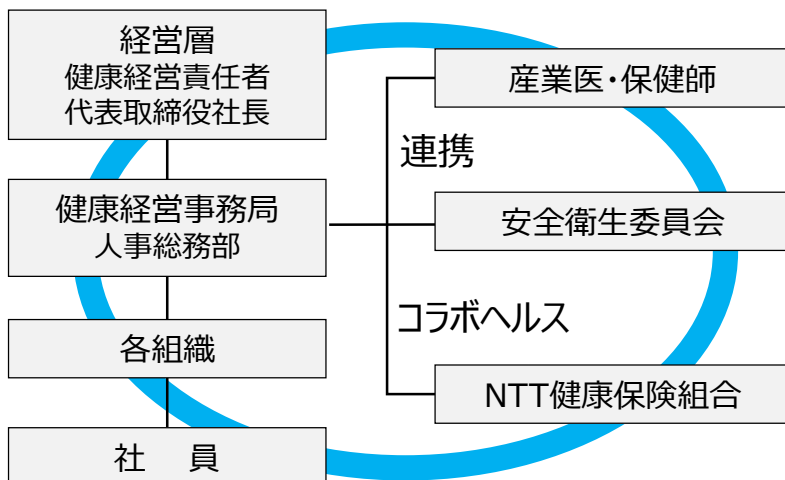 経営層
健康経営責任者
代表取締役社長
健康経営事務局
人事総務部
各組織
社　員
連携
コラボヘルス
産業医・保健師
安全衛生委員会
NTT健康保険組合